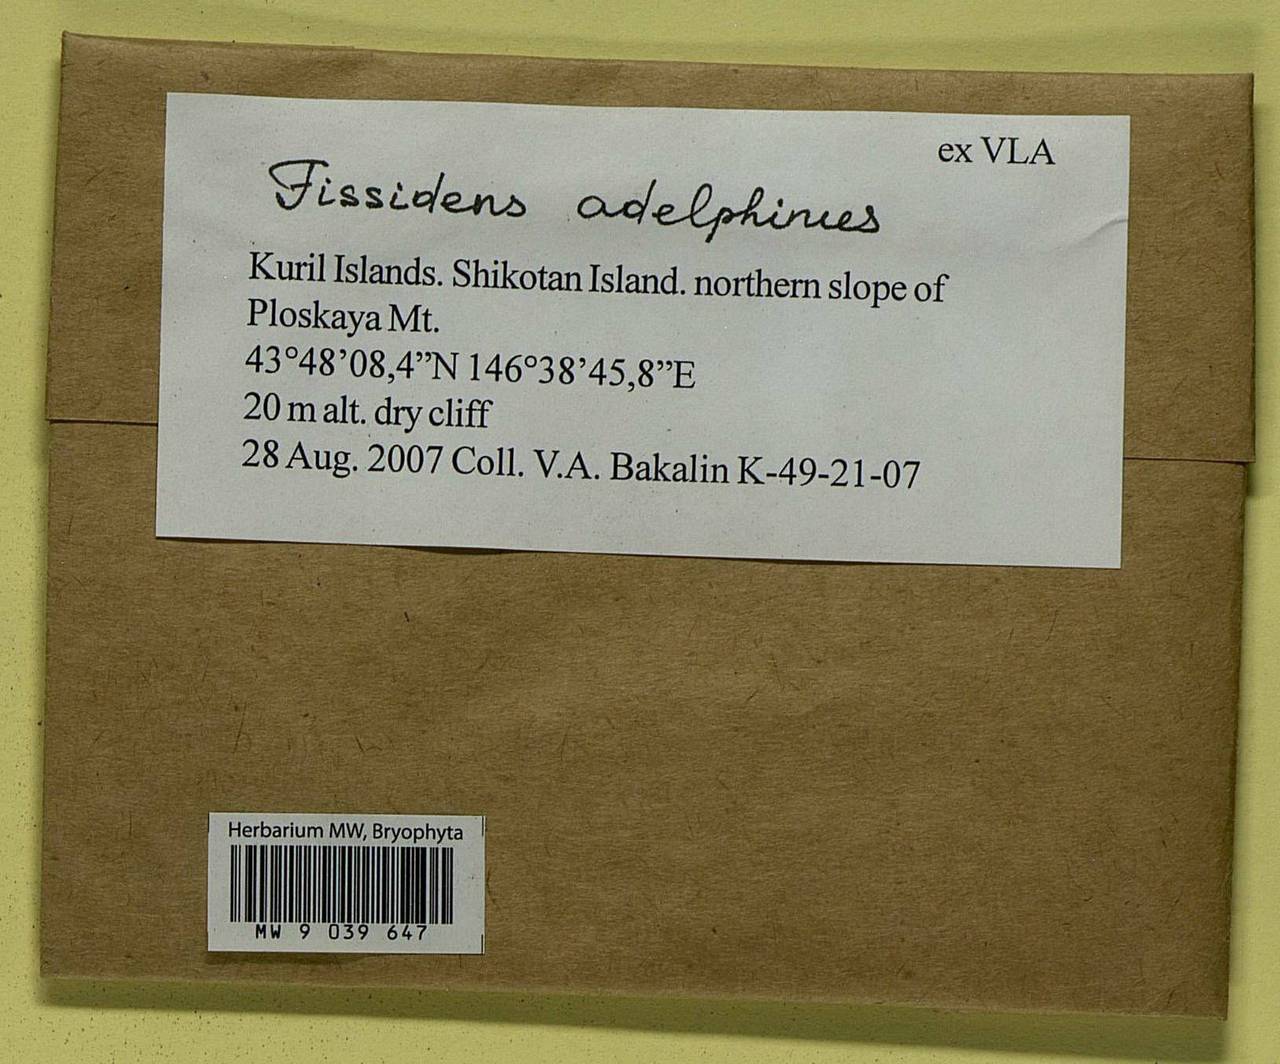 ex VLA
Fissidens adelphinus
Kuril Islands. Shikotan Island. northern slope of
Ploskaya Mt.
43°48’08,4”N 146°38’45,8”E
20 m alt. dry cliff
28 Aug. 2007 Coll. V.A. Bakalin K-49-21-07
Herbarium MW, Bryophyta
MW 9 039 647